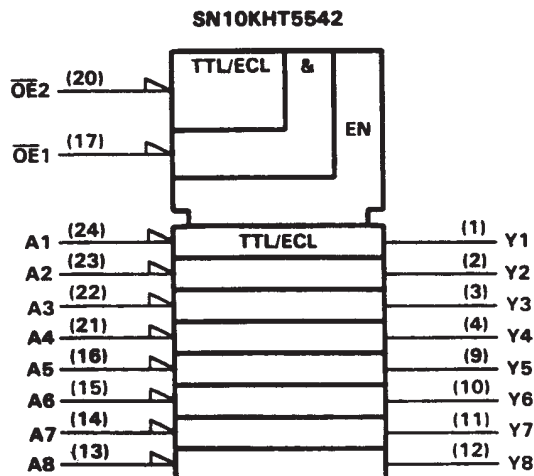 SN10KHT5542
TTL/ECL &
O̅E̅2 (20)
EN
O̅E̅1 (17)
A1 (24) TTL/ECL (1) Y1
A2 (23) (2) Y2
A3 (22) (3) Y3
A4 (21) (4) Y4
A5 (16) (9) Y5
A6 (15) (10) Y6
A7 (14) (11) Y7
A8 (13) (12) Y8